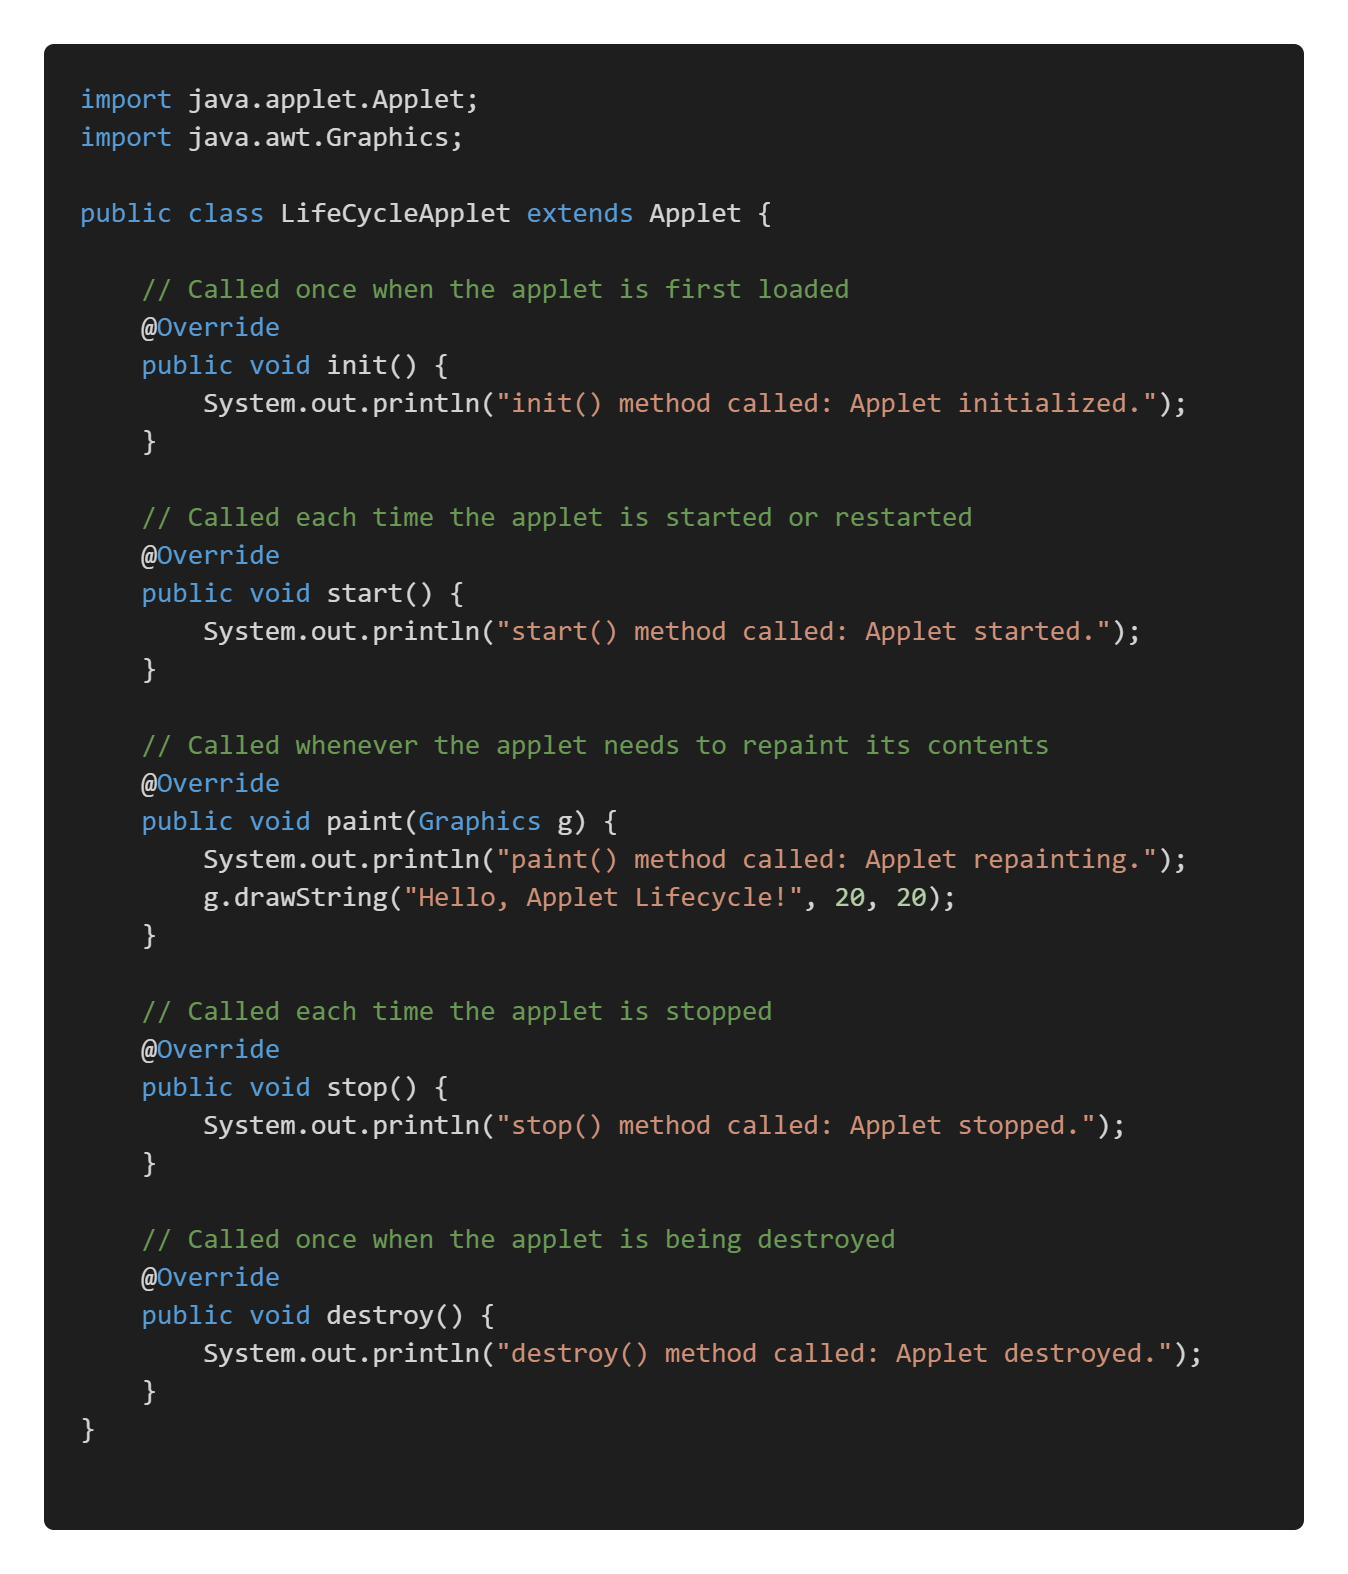 import java.applet.Applet;
import java.awt.Graphics;

public class LifeCycleApplet extends Applet {

    // Called once when the applet is first loaded
    @Override
    public void init() {
        System.out.println("init() method called: Applet initialized.");
    }

    // Called each time the applet is started or restarted
    @Override
    public void start() {
        System.out.println("start() method called: Applet started.");
    }

    // Called whenever the applet needs to repaint its contents
    @Override
    public void paint(Graphics g) {
        System.out.println("paint() method called: Applet repainting.");
        g.drawString("Hello, Applet Lifecycle!", 20, 20);
    }

    // Called each time the applet is stopped
    @Override
    public void stop() {
        System.out.println("stop() method called: Applet stopped.");
    }

    // Called once when the applet is being destroyed
    @Override
    public void destroy() {
        System.out.println("destroy() method called: Applet destroyed.");
    }
}